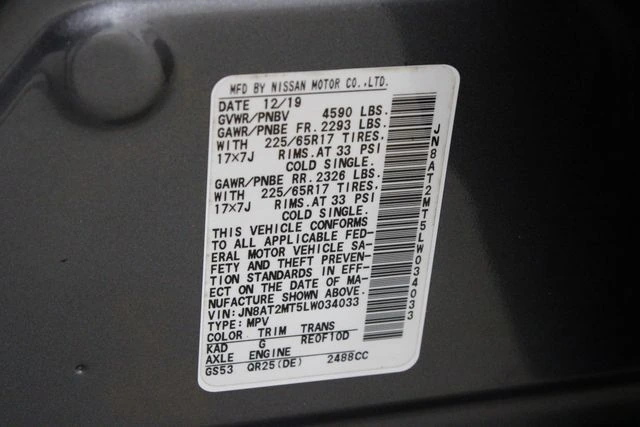 MFD BY NISSAN MOTOR CO.,LTD.
DATE 12/19
GVWR/PNBV 4590 LBS.
GAWR/PNBE FR. 2293 LBS.
WITH 225/65R17 TIRES.
17×7J RIMS.AT 33 PSI
COLD SINGLE.
GAWR/PNBE RR. 2326 LBS.
WITH 225/65R17 TIRES.
17×7J RIMS.AT 33 PSI
COLD SINGLE.
THIS VEHICLE CONFORMS
TO ALL APPLICABLE FED-
ERAL MOTOR VEHICLE SA-
FETY AND THEFT PREVEN-
TION STANDARDS IN EFF-
ECT ON THE DATE OF MA-
NUFACTURE SHOWN ABOVE.
VIN:JN8AT2MT5LW034033
TYPE:MPV
COLOR TRIM TRANS
KAD G RE0F10D
AXLE ENGINE
GS53 QR25(DE) 2488CC
JN8AT2MT5LW034033